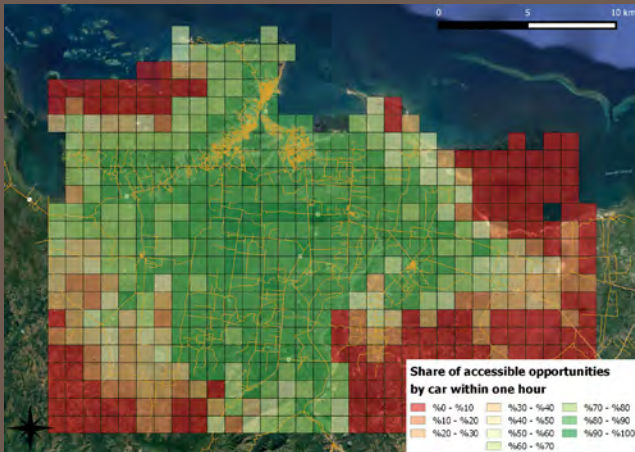 0 5 10 km
Share of accessible opportunities
by car within one hour
%0 - %10 %30 - %40 %70 - %80
%10 - %20 %40 - %50 %80 - %90
%20 - %30 %50 - %60 %90 - %100
%60 - %70